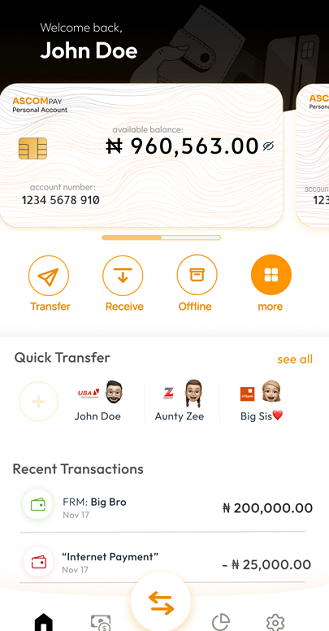 Welcome back,
John Doe
ASCOMPAY
Personal Account
available balance:
₦ 960,563.00
account number:
1234 5678 910
Transfer
Receive
Offline
more
Quick Transfer
see all
UBA
John Doe
Aunty Zee
Big Sis❤️
Recent Transactions
FRM: Big Bro
Nov 17
₦ 200,000.00
“Internet Payment”
Nov 17
- ₦ 25,000.00